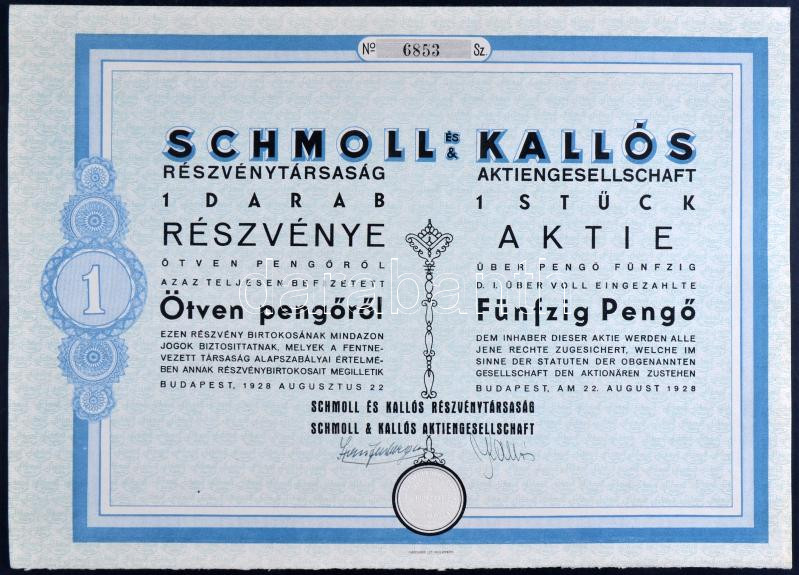 Nº 6853 Sz.
SCHMOLL ÉS & KALLÓS
RÉSZVÉNYTÁRSASÁG
1 DARAB
RÉSZVÉNYE
ÖTVEN PENGŐRŐL
AZAZ TELJESEN BEFIZETETT
Ötven pengőről
EZEN RÉSZVÉNY BIRTOKOSÁNAK MINDAZON
JOGOK BIZTOSITTATNAK, MELYEK A FENTNE-
VEZETT TÁRSASÁG ALAPSZABÁLYAI ÉRTELMÉ-
BEN ANNAK RÉSZVÉNYBIRTOKOSAIT MEGILLETIK
BUDAPEST, 1928 AUGUSZTUS 22
AKTIENGESELLSCHAFT
1 STÜCK
AKTIE
ÜBER PENGŐ FÜNFZIG
D. I. ÜBER VOLL EINGEZAHLTE
Fünfzig Pengő
DEM INHABER DIESER AKTIE WERDEN ALLE
JENE RECHTE ZUGESICHERT, WELCHE IM
SINNE DER STATUTEN DER OBGENANNTEN
GESELLSCHAFT DEN AKTIONÄREN ZUSTEHEN
BUDAPEST, AM 22. AUGUST 1928
1
SCHMOLL ÉS KALLÓS RÉSZVÉNYTÁRSASÁG
SCHMOLL & KALLÓS AKTIENGESELLSCHAFT
Kallós
darabanth